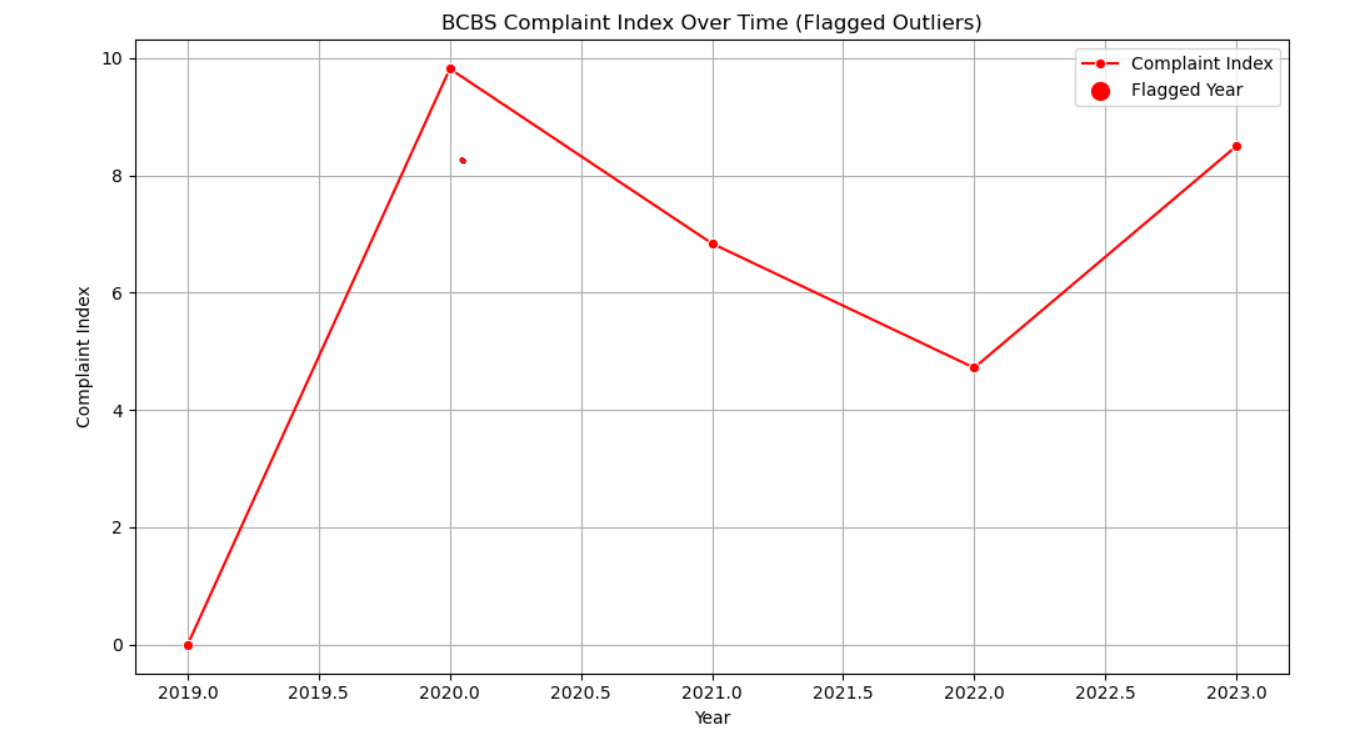 BCBS Complaint Index Over Time (Flagged Outliers)
Complaint Index
Flagged Year
10
8
6
4
2
0
Complaint Index
2019.0 2019.5 2020.0 2020.5 2021.0 2021.5 2022.0 2022.5 2023.0
Year